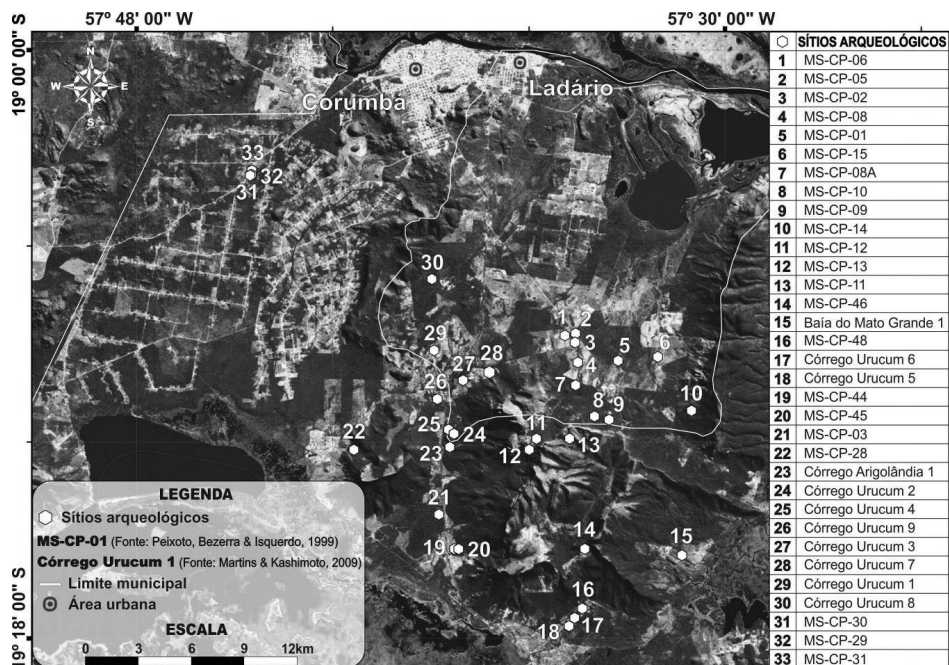 57º 48' 00" W
57º 30' 00" W
19º 00' 00" S
19º 18' 00" S
N
W
E
S
Corumbá
Ladário
33
32
31
30
29
28
27
26
25
24
23
22
21
19
20
1
2
3
4
5
6
7
8
9
10
11
12
13
14
15
16
17
18
LEGENDA
Sítios arqueológicos
MS-CP-01 (Fonte: Peixoto, Bezerra & Isquerdo, 1999)
Córrego Urucum 1 (Fonte: Martins & Kashimoto, 2009)
Limite municipal
Área urbana
ESCALA
0 3 6 9 12km
SÍTIOS ARQUEOLÓGICOS
1 MS-CP-06
2 MS-CP-05
3 MS-CP-02
4 MS-CP-08
5 MS-CP-01
6 MS-CP-15
7 MS-CP-08A
8 MS-CP-10
9 MS-CP-09
10 MS-CP-14
11 MS-CP-12
12 MS-CP-13
13 MS-CP-11
14 MS-CP-46
15 Baía do Mato Grande 1
16 MS-CP-48
17 Córrego Urucum 6
18 Córrego Urucum 5
19 MS-CP-44
20 MS-CP-45
21 MS-CP-03
22 MS-CP-28
23 Córrego Arigolândia 1
24 Córrego Urucum 2
25 Córrego Urucum 4
26 Córrego Urucum 9
27 Córrego Urucum 3
28 Córrego Urucum 7
29 Córrego Urucum 1
30 Córrego Urucum 8
31 MS-CP-30
32 MS-CP-29
33 MS-CP-31